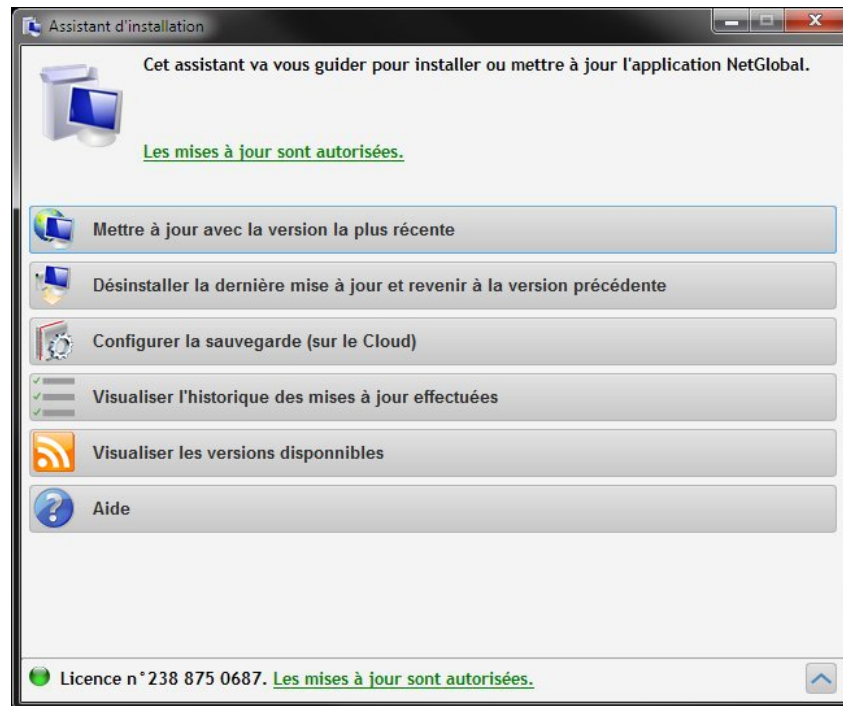 Assistant d'installation
Cet assistant va vous guider pour installer ou mettre à jour l'application NetGlobal.
Les mises à jour sont autorisées.
Mettre à jour avec la version la plus récente
Désinstaller la dernière mise à jour et revenir à la version précédente
Configurer la sauvegarde (sur le Cloud)
Visualiser l'historique des mises à jour effectuées
Visualiser les versions disponnibles
Aide
Licence n°238 875 0687. Les mises à jour sont autorisées.